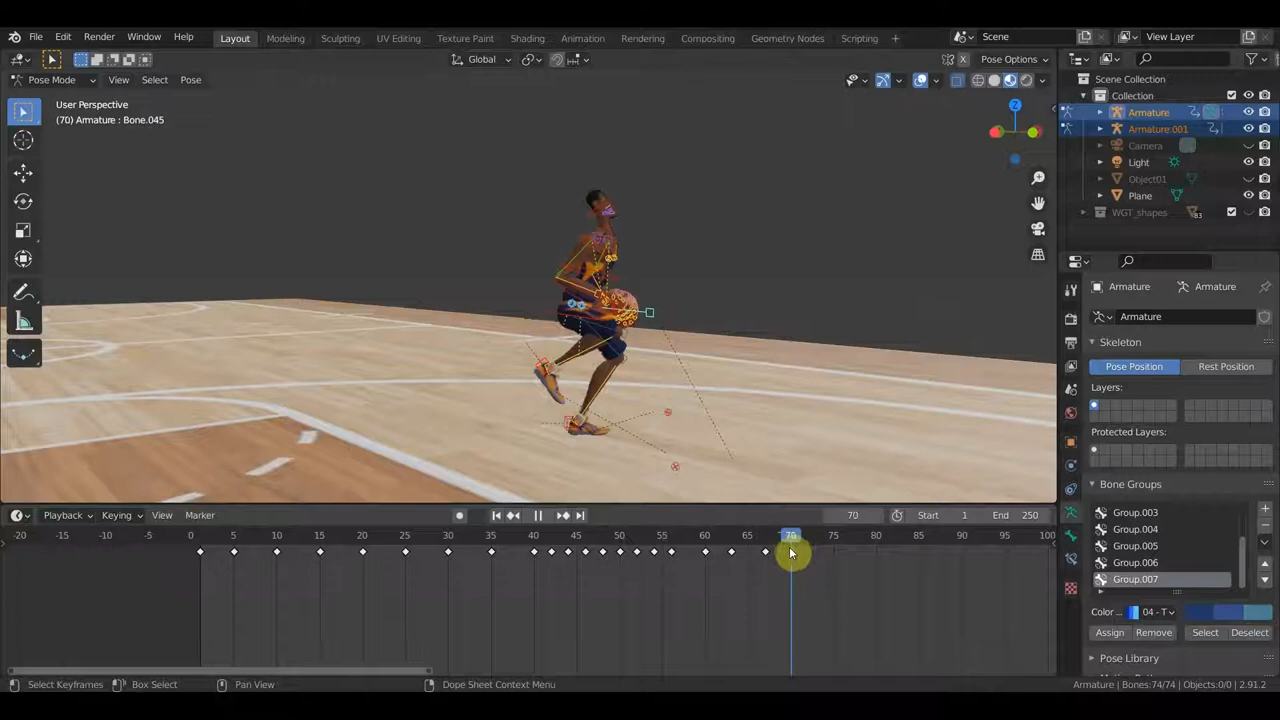 File Edit Render Window Help Layout Modeling Sculpting UV Editing Texture Paint Shading Animation Rendering Compositing Geometry Nodes Scripting + Scene View Layer
Global
Pose Mode View Select Pose X Pose Options
User Perspective
(70) Armature : Bone.045
Z
Scene Collection
Collection
Armature
Armature.001
Camera
Light
Object01
Plane
WGT_shapes 83
Armature Armature
Armature
Skeleton
Pose Position Rest Position
Layers:
Protected Layers:
Bone Groups
Group.003
Group.004
Group.005
Group.006
Group.007
Color ... 04 - T
Assign Remove Select Deselect
Pose Library
Playback Keying View Marker 70 Start 1 End 250
-20 -15 -10 -5 0 5 10 15 20 25 30 35 40 45 50 55 60 65 70 75 80 85 90 95 100
Select Keyframes Box Select Pan View Dope Sheet Context Menu Armature | Bones:74/74 | Objects:0/0 | 2.91.2